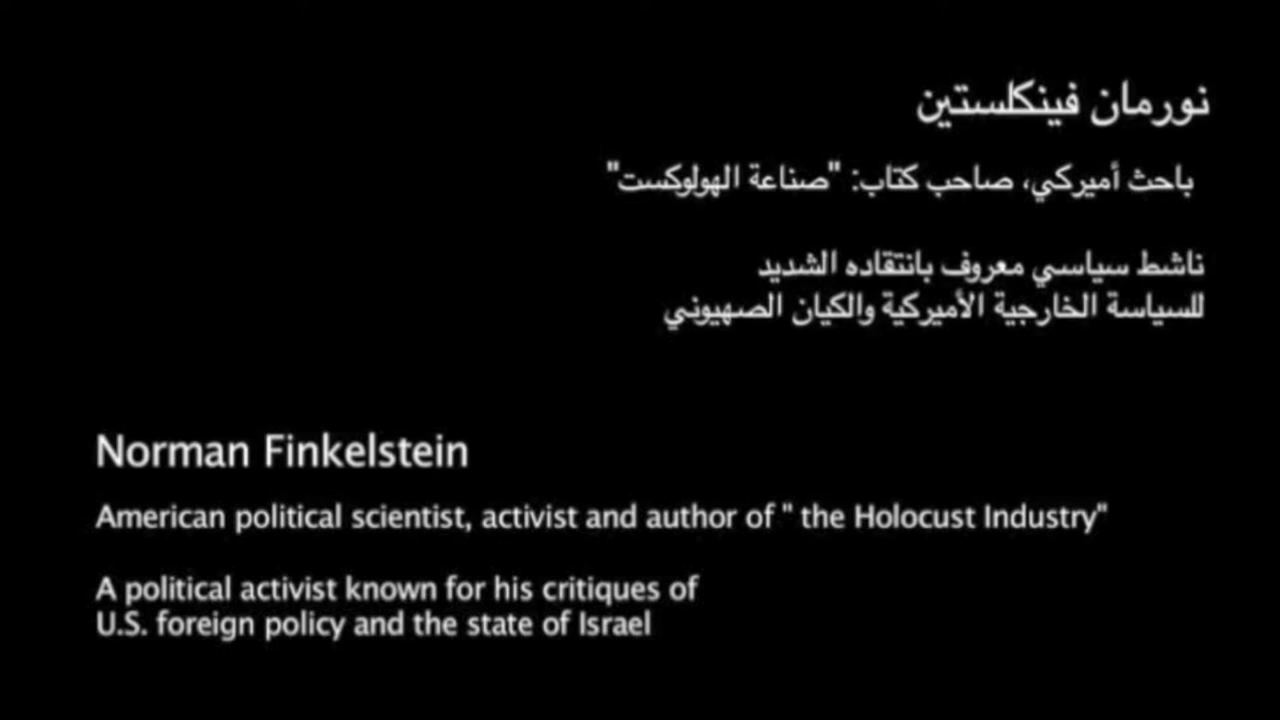 نورمان فينكلستين
باحث أميركي، صاحب كتاب: "صناعة الهولوكست"
ناشط سياسي معروف بانتقاده الشديد
للسياسة الخارجية الأميركية والكيان الصهيوني
Norman Finkelstein
American political scientist, activist and author of " the Holocust Industry"
A political activist known for his critiques of
U.S. foreign policy and the state of Israel